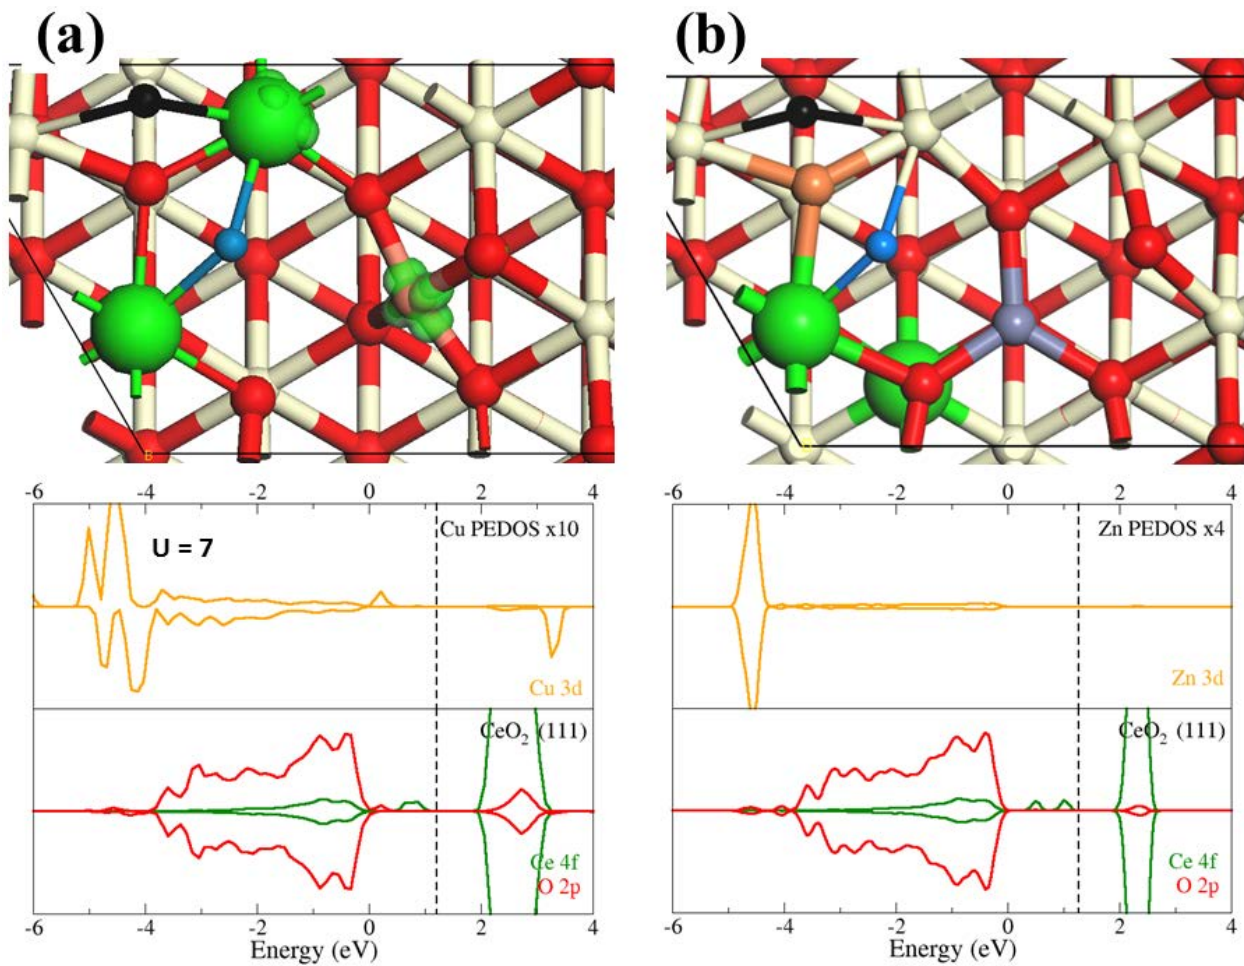 (a)
(b)
B
-6 -4 -2 0 2 4
Cu PEDOS x10
U = 7
Cu 3d
CeO2 (111)
Ce 4f
O 2p
-6 -4 -2 0 2 4
Energy (eV)
-6 -4 -2 0 2 4
Zn PEDOS x4
Zn 3d
CeO2 (111)
Ce 4f
O 2p
-6 -4 -2 0 2 4
Energy (eV)